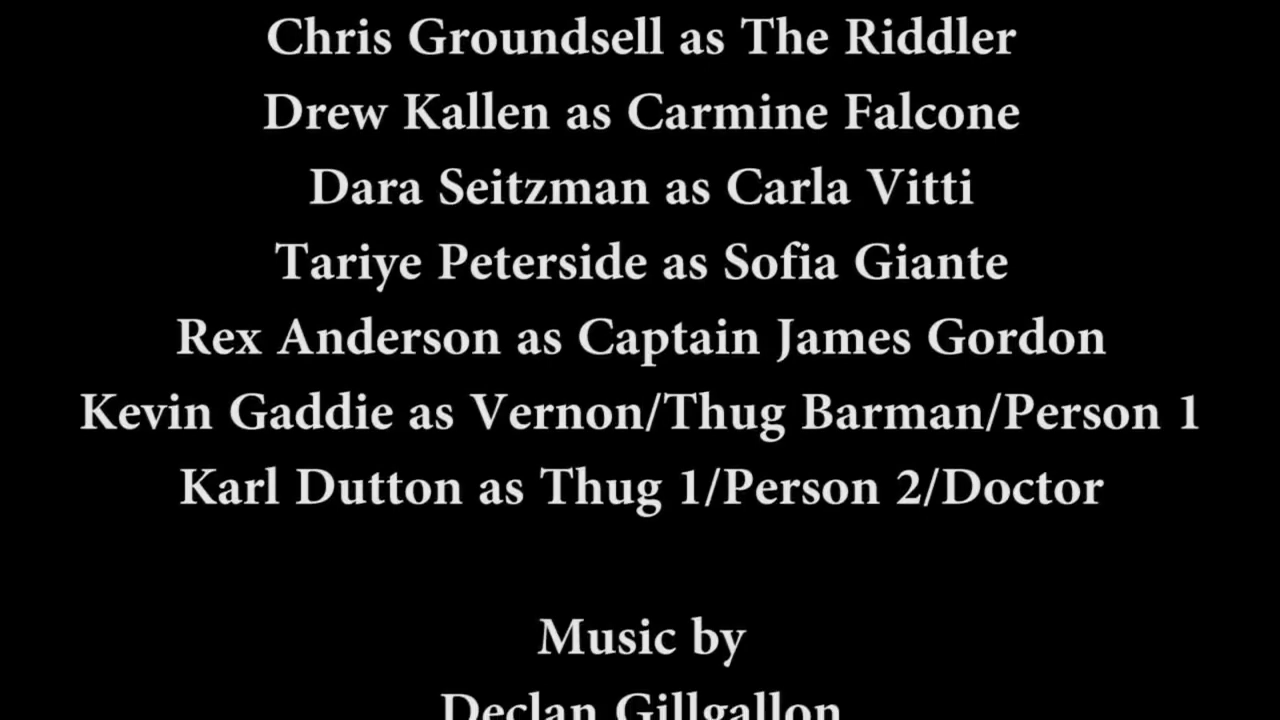 Chris Groundsell as The Riddler
Drew Kallen as Carmine Falcone
Dara Seitzman as Carla Vitti
Tariye Peterside as Sofia Giante
Rex Anderson as Captain James Gordon
Kevin Gaddie as Vernon/Thug Barman/Person 1
Karl Dutton as Thug 1/Person 2/Doctor
Music by
Declan Gillgallon